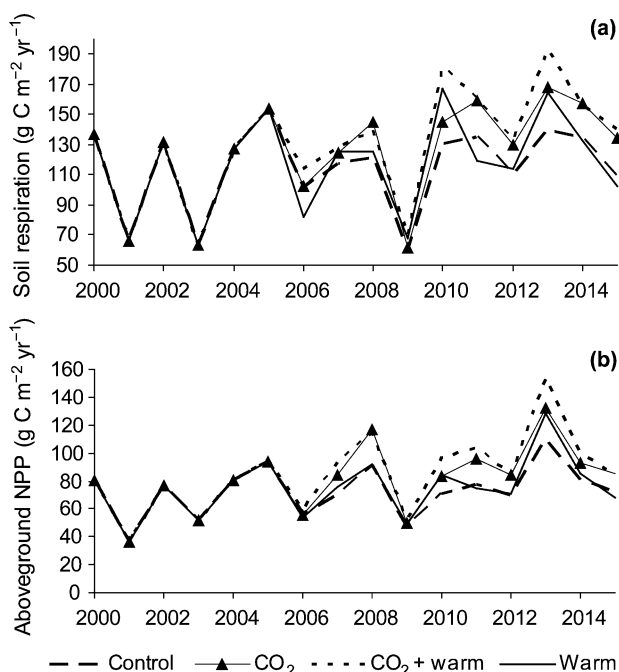 (a)
Soil respiration (g C m⁻² yr⁻¹)
190
170
150
130
110
90
70
50
2000 2002 2004 2006 2008 2010 2012 2014
(b)
Aboveground NPP (g C m⁻² yr⁻¹)
160
140
120
100
80
60
40
20
0
2000 2002 2004 2006 2008 2010 2012 2014
Control CO₂ CO₂ + warm Warm